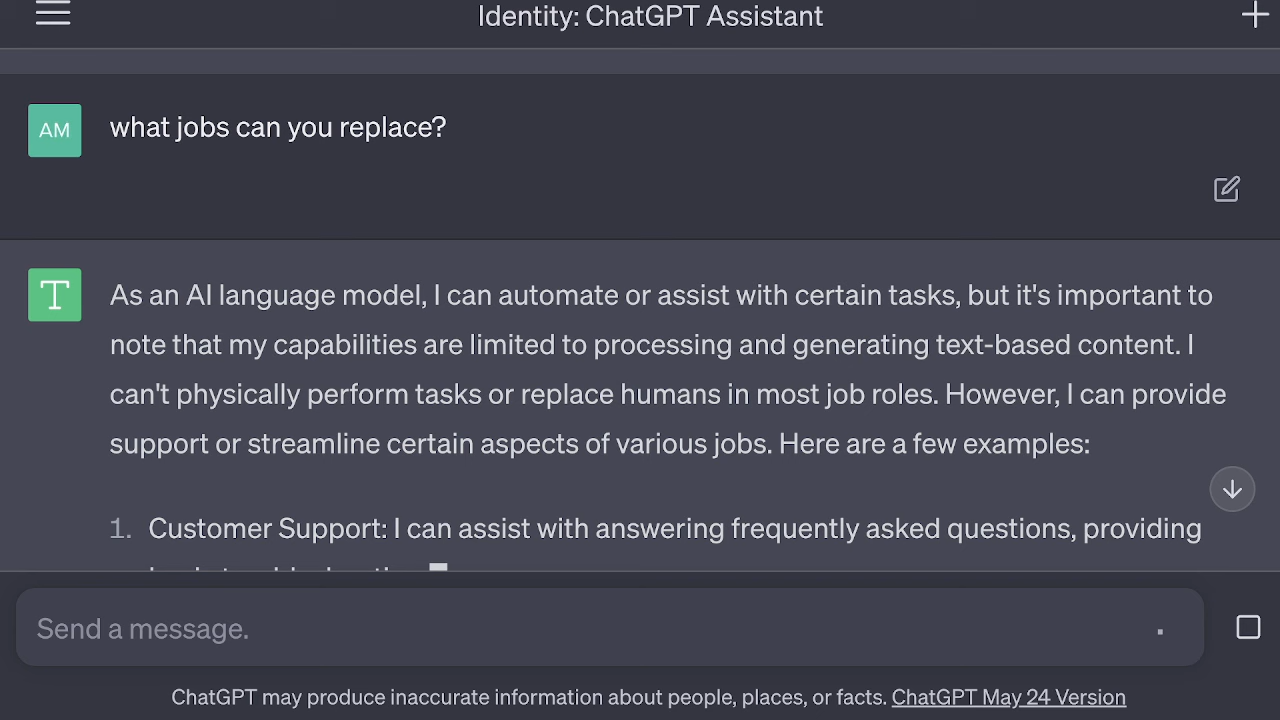 Identity: ChatGPT Assistant
AM
what jobs can you replace?
T
As an AI language model, I can automate or assist with certain tasks, but it's important to
note that my capabilities are limited to processing and generating text-based content. I
can't physically perform tasks or replace humans in most job roles. However, I can provide
support or streamline certain aspects of various jobs. Here are a few examples:
1. Customer Support: I can assist with answering frequently asked questions, providing
Send a message.
ChatGPT may produce inaccurate information about people, places, or facts. ChatGPT May 24 Version